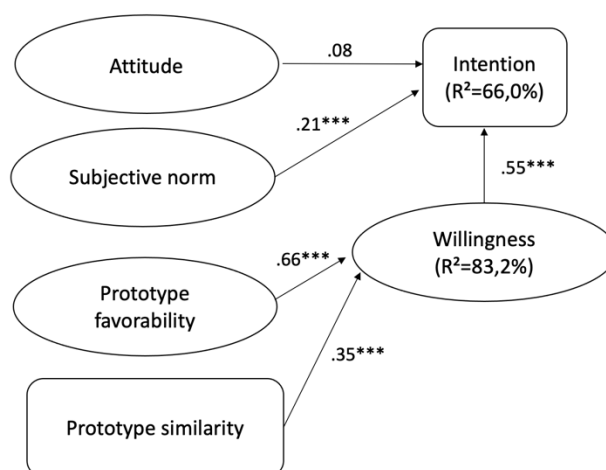 Attitude
.08
Intention
(R²=66,0%)
.21***
Subjective norm
.55***
Willingness
(R²=83,2%)
.66***
Prototype
favorability
.35***
Prototype similarity